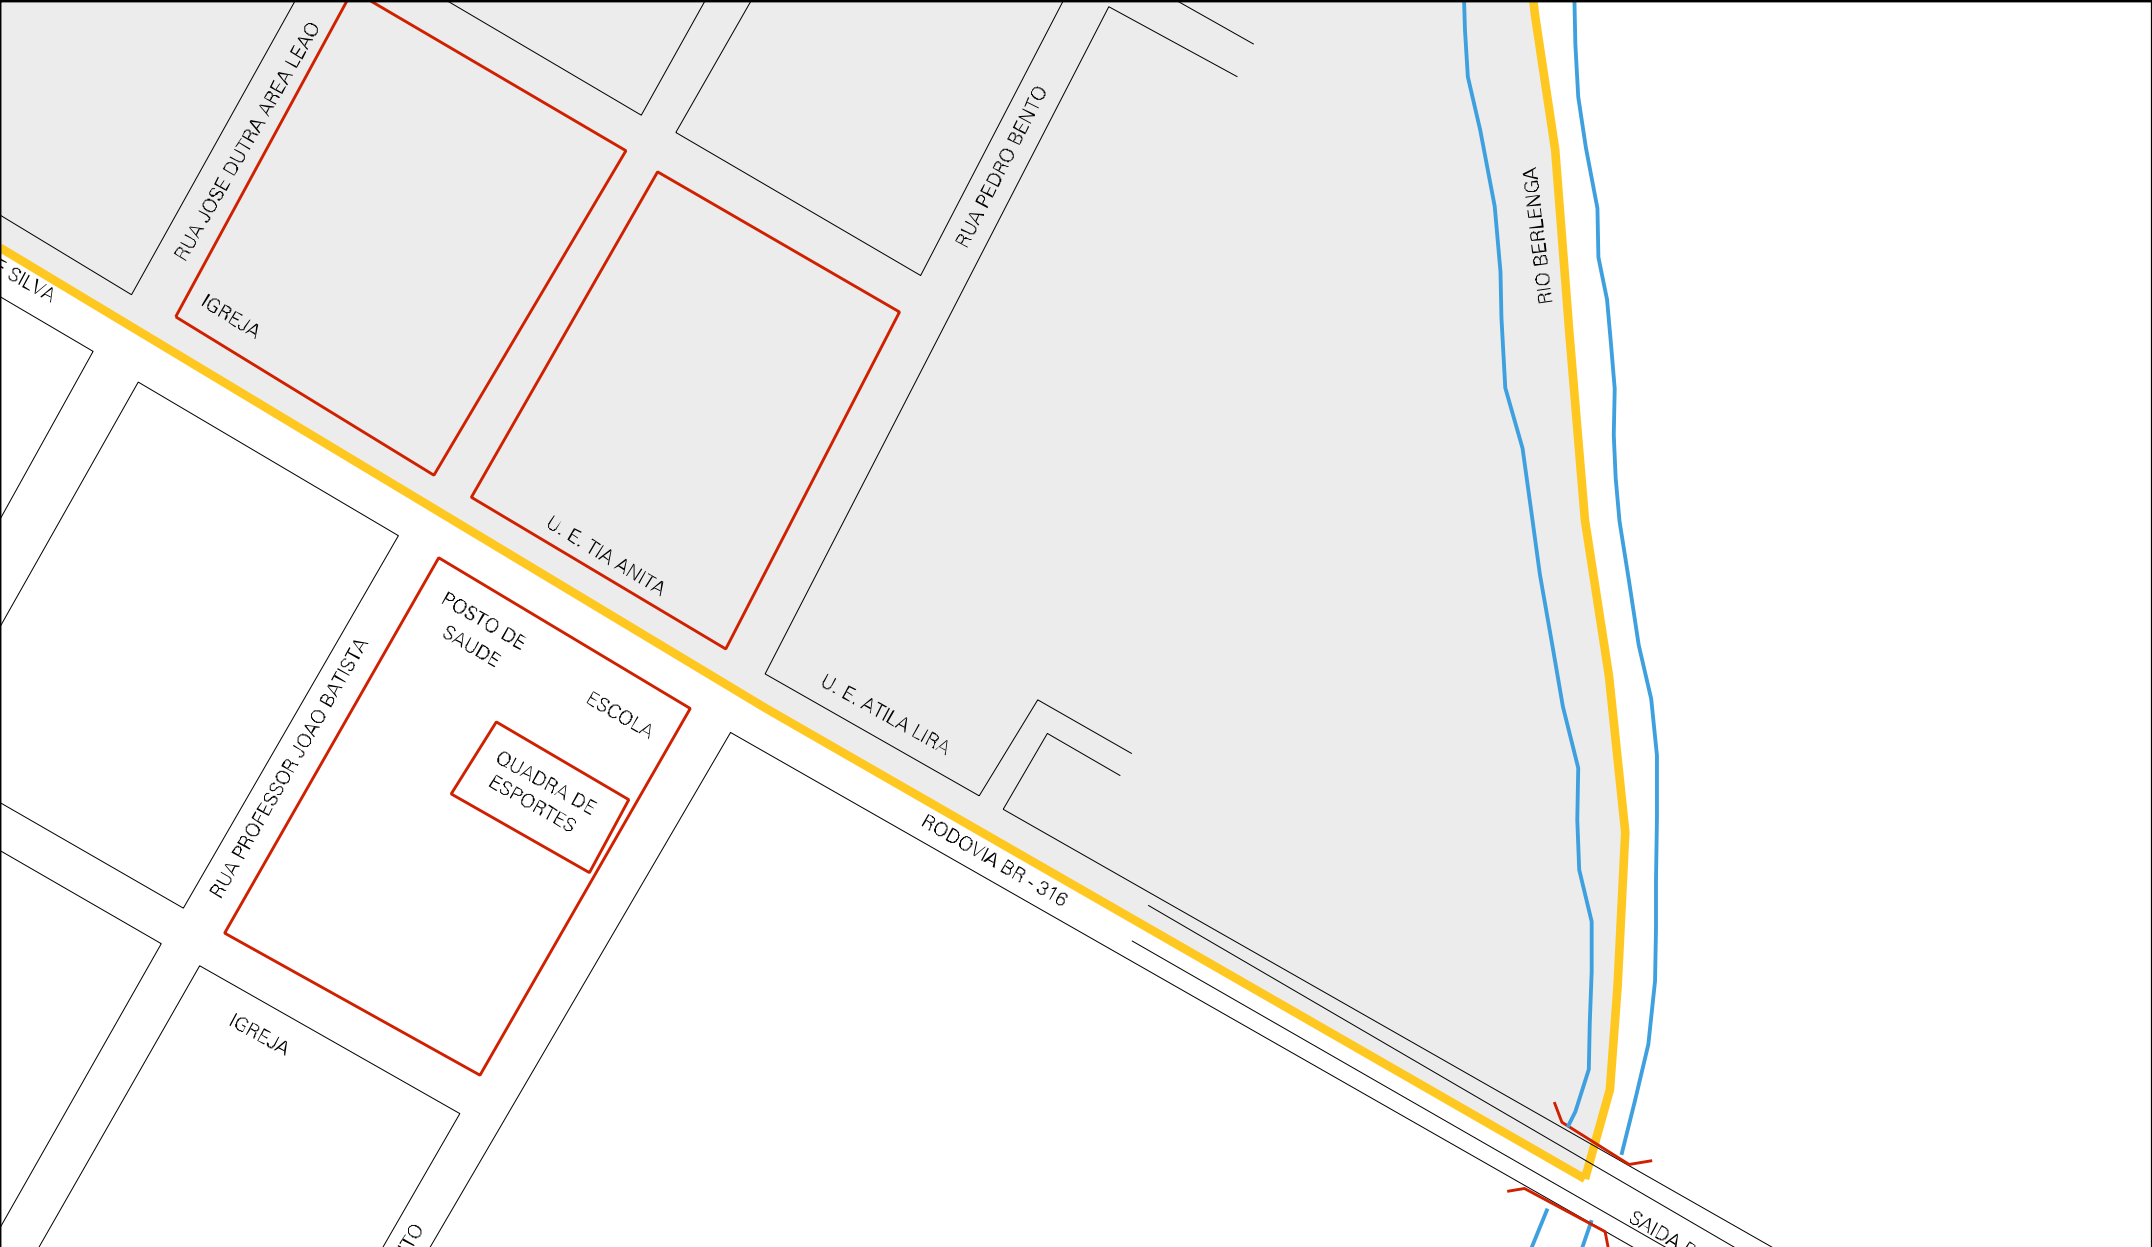 RUA JOSE DUTRA AREA LEAO
RUA PEDRO BENTO
RIO BERLENGA
SILVA
IGREJA
U. E. TIA ANITA
POSTO DE
SAUDE
ESCOLA
U. E. ATILA LIRA
RUA PROFESSOR JOAO BATISTA
QUADRA DE
ESPORTES
RODOVIA BR - 316
IGREJA
SAIDA